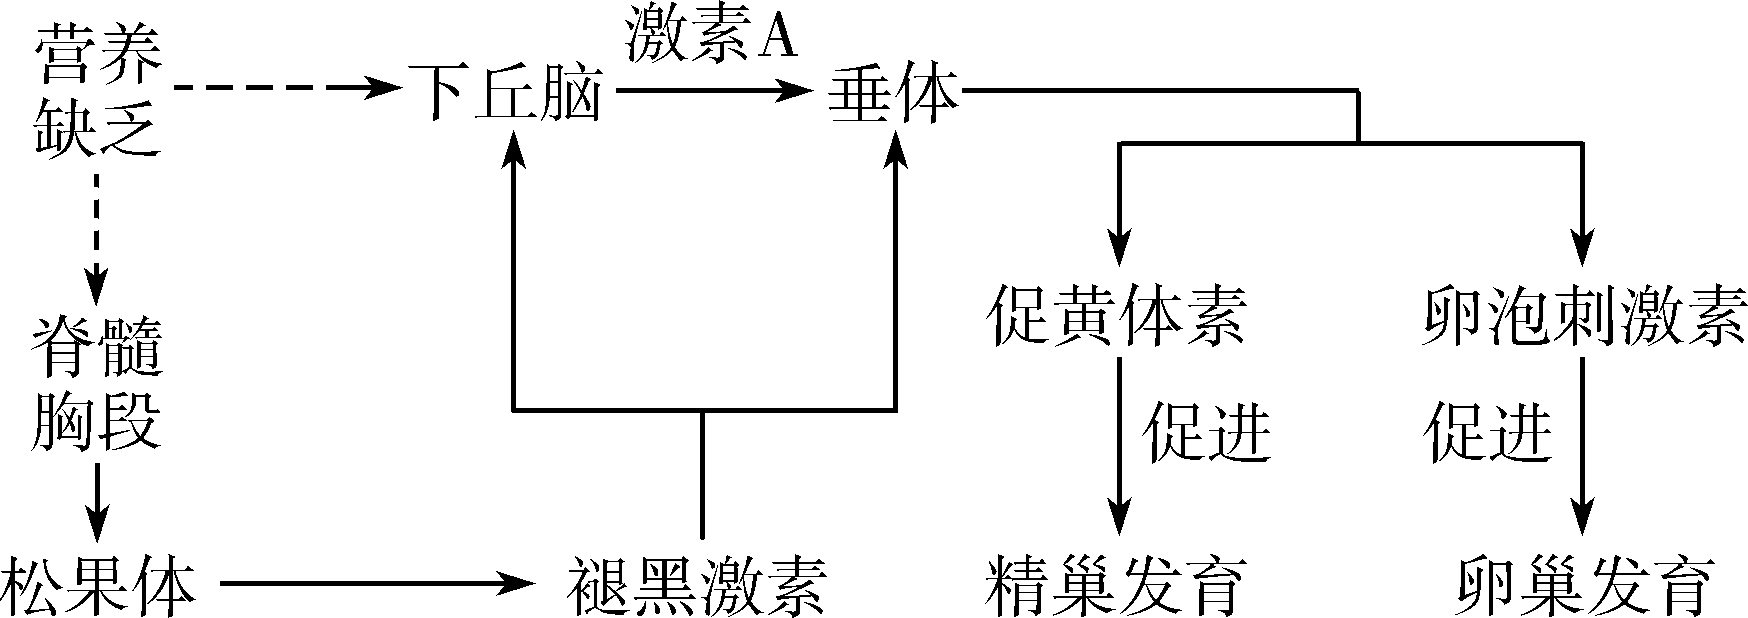 营养
缺乏
下丘脑
激素A
垂体
脊髓
胸段
促黄体素
卵泡刺激素
促进
促进
松果体
褪黑激素
精巢发育
卵巢发育